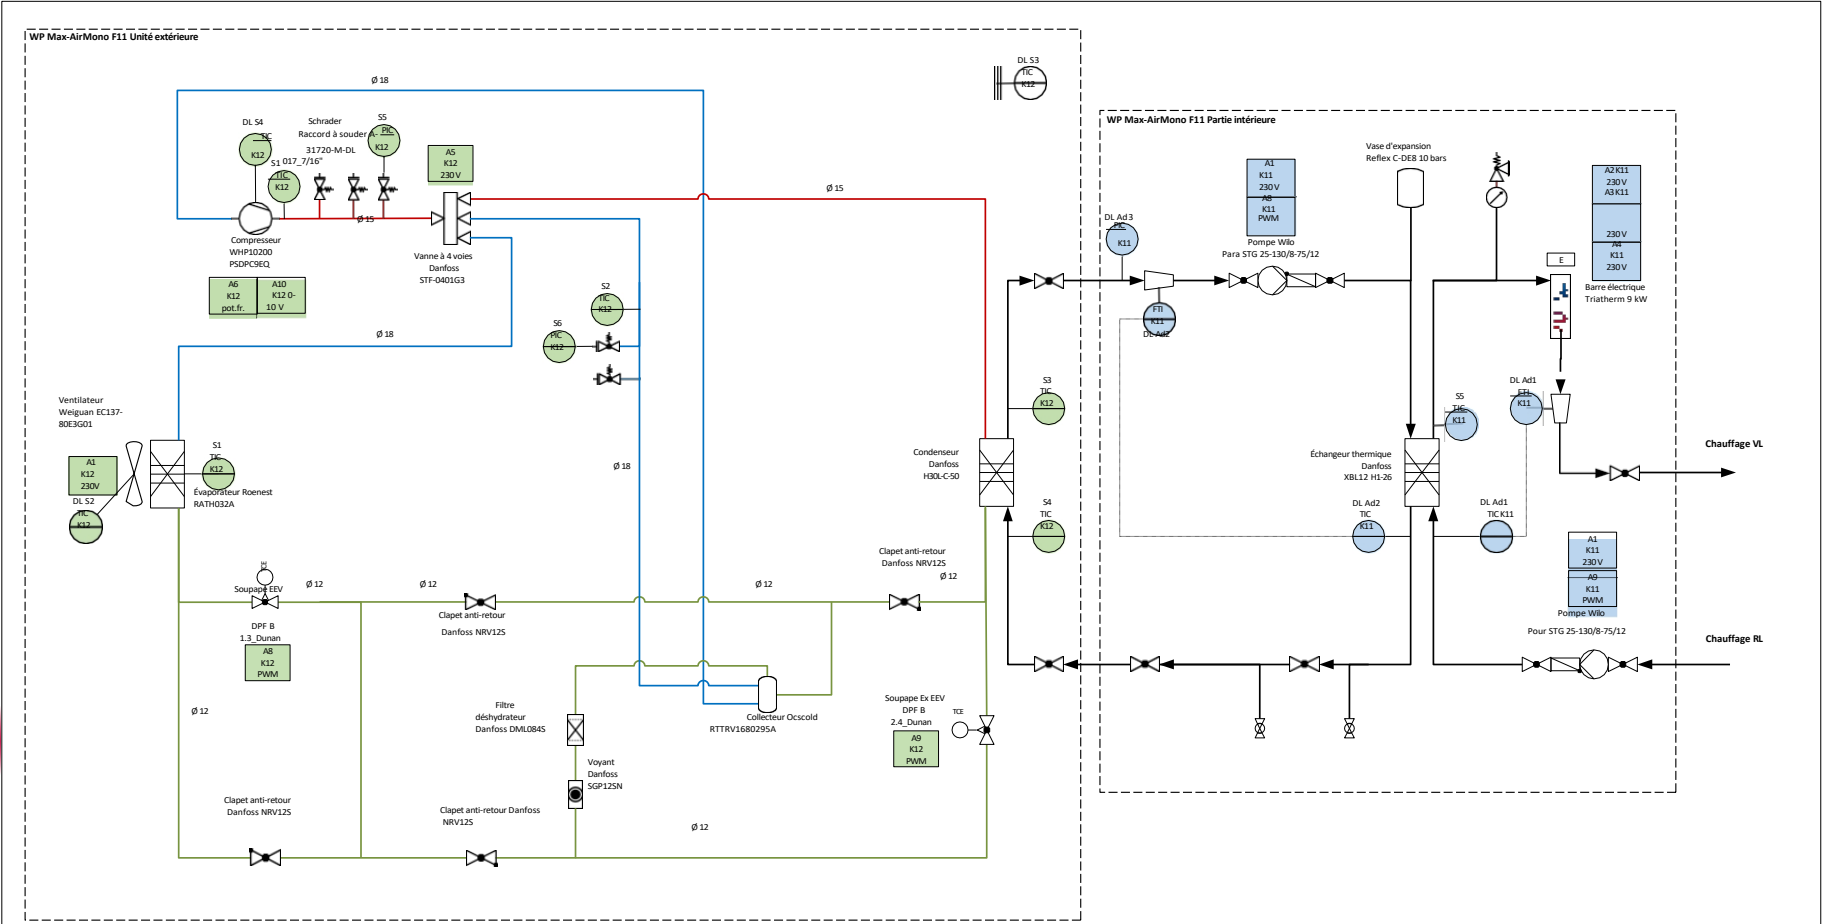 WP Max-AirMono F11 Unité extérieure
DL S3
TIC
K12
Ø 18
DL S4
TIC
K12
Schrader
Raccord à souder A-
31720-M-DL
017_7/16"
S5
PIC
K12
S1
TIC
K12
A5
K12
230 V
Ø 15
Ø 15
Compresseur
WHP10200
PSDPC9EQ
Vanne à 4 voies
Danfoss
STF-0401G3
A6
K12
pot.fr.
A10
K12 0-
10 V
S2
TIC
K12
S6
PIC
K12
Ø 18
Ventilateur
Weiguan EC137-
80E3G01
A1
K12
230V
DL S2
TIC
K12
S1
TIC
K12
Évaporateur Roenest
RATH032A
Ø 18
S3
TIC
K12
Condenseur
Danfoss
H30L-C-50
S4
TIC
K12
Clapet anti-retour
Danfoss NRV12S
Ø 12
TCE
Soupape EEV
Ø 12
Ø 12
Ø 12
Clapet anti-retour
Danfoss NRV12S
DPF B
1.3_Dunan
A8
K12
PWM
Ø 12
Filtre
déshydrateur
Danfoss DML084S
Collecteur Ocscold
RTTRV1680295A
Soupape Ex EEV
DPF B
2.4_Dunan
TCE
A9
K12
PWM
Voyant
Danfoss
SGP12SN
Clapet anti-retour
Danfoss NRV12S
Clapet anti-retour Danfoss
NRV12S
Ø 12
WP Max-AirMono F11 Partie intérieure
Vase d'expansion
Reflex C-DE8 10 bars
A1
K11
230 V
A8
K11
PWM
Pompe Wilo
Para STG 25-130/8-75/12
A2 K11
230 V
A3 K11
230 V
A4
K11
230 V
Barre électrique
Triatherm 9 kW
E
DL Ad3
PIC
K11
FTI
K11
DL Ad2
S5
TIC
K11
DL Ad1
FTI
K11
Chauffage VL
Échangeur thermique
Danfoss
XBL12 H1-26
DL Ad2
TIC
K11
DL Ad1
TIC K11
A1
K11
230 V
A9
K11
PWM
Pompe Wilo
Pour STG 25-130/8-75/12
Chauffage RL